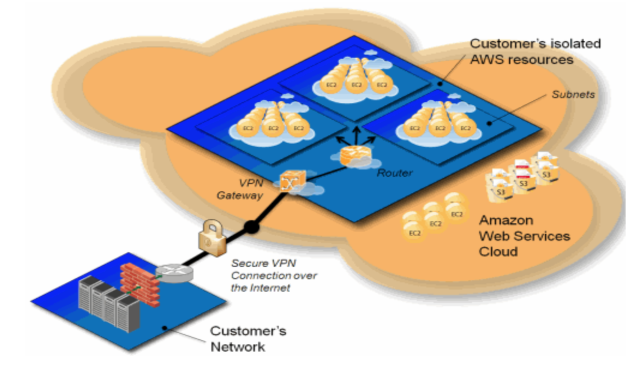 Customer's isolated
AWS resources
Subnets
EC2 EC2 EC2
EC2 EC2 EC2
EC2 EC2 EC2
Router
VPN
Gateway
S3
S3
S3
EC2
EC2
EC2
Amazon
Web Services
Cloud
Secure VPN
Connection over
the Internet
Customer's
Network